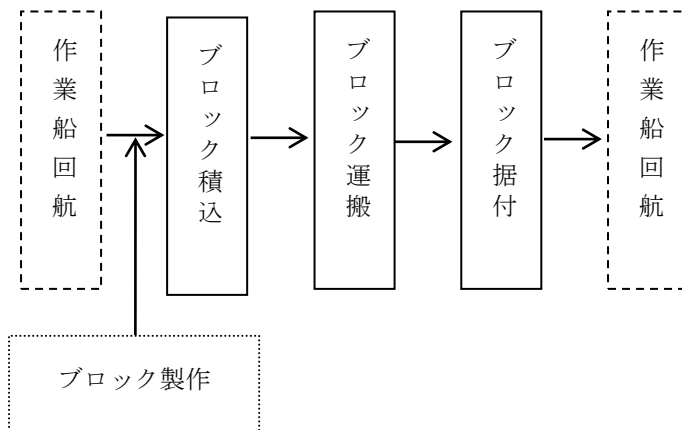 作業船回航
ブロック積込
ブロック運搬
ブロック据付
作業船回航
ブロック製作